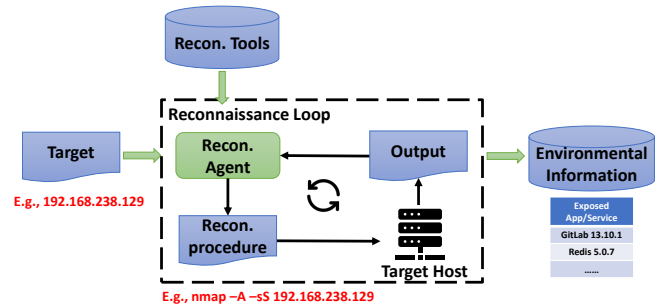 Recon. Tools
Reconnaissance Loop
Target
Recon.
Agent
Output
Environmental
Information
E.g., 192.168.238.129
Recon.
procedure
Target Host
Exposed
App/Service
GitLab 13.10.1
Redis 5.0.7
......
E.g., nmap –A –sS 192.168.238.129